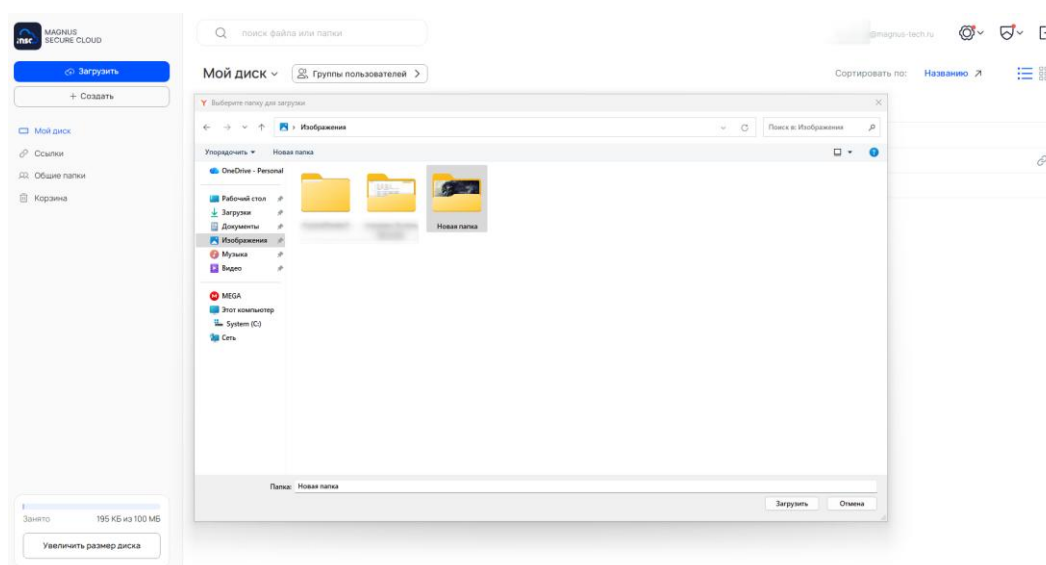 MAGNUS
SECURE CLOUD
msc
поиск файла или папки
@magnus-tech.ru
Загрузить
+ Создать
Мой диск
Ссылки
Общие папки
Корзина
Мой диск
Группы пользователей
Сортировать по: Названию
Выберите папку для загрузки
Изображения
Поиск в: Изображения
Упорядочить
Новая папка
OneDrive - Personal
Рабочий стол
Загрузки
Документы
Изображения
Музыка
Видео
MEGA
Этот компьютер
System (C:)
Сеть
Новая папка
Папка: Новая папка
Загрузить
Отмена
Занято 195 КБ из 100 МБ
Увеличить размер диска